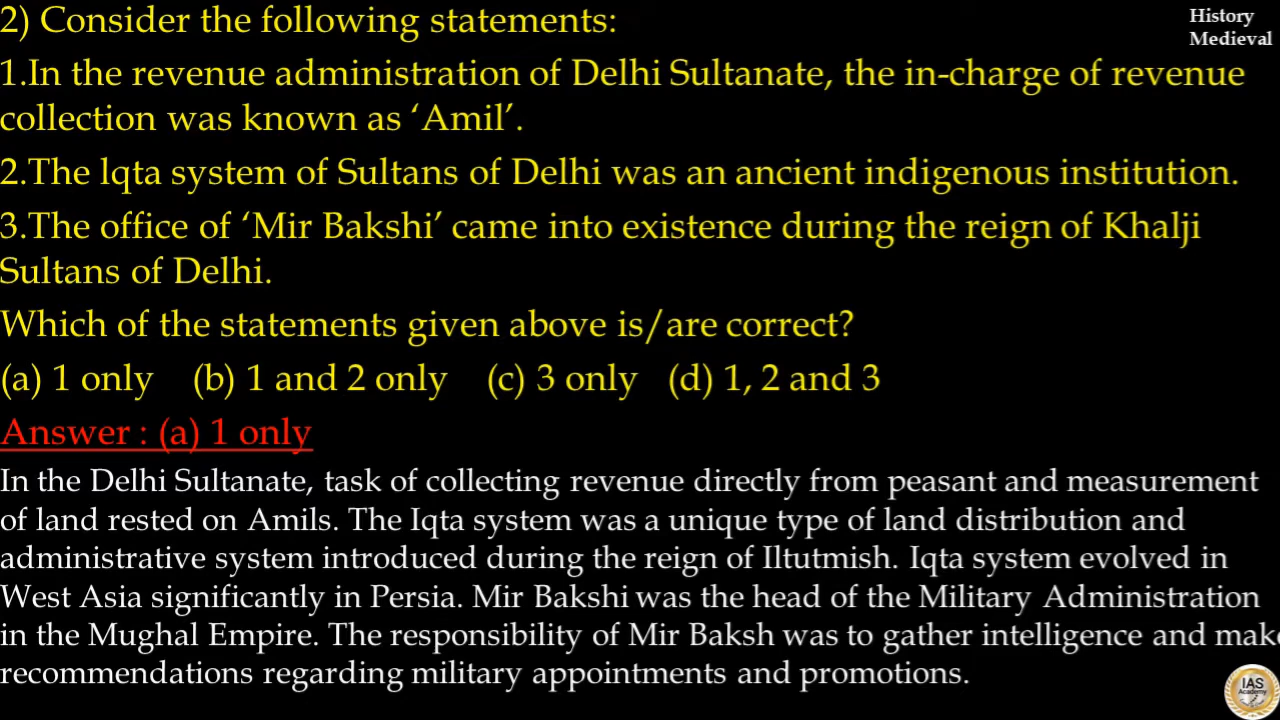 2) Consider the following statements:
History
Medieval
1.In the revenue administration of Delhi Sultanate, the in-charge of revenue
collection was known as ‘Amil’.
2.The lqta system of Sultans of Delhi was an ancient indigenous institution.
3.The office of ‘Mir Bakshi’ came into existence during the reign of Khalji
Sultans of Delhi.
Which of the statements given above is/are correct?
(a) 1 only (b) 1 and 2 only (c) 3 only (d) 1, 2 and 3
Answer : (a) 1 only
In the Delhi Sultanate, task of collecting revenue directly from peasant and measurement
of land rested on Amils. The Iqta system was a unique type of land distribution and
administrative system introduced during the reign of Iltutmish. Iqta system evolved in
West Asia significantly in Persia. Mir Bakshi was the head of the Military Administration
in the Mughal Empire. The responsibility of Mir Baksh was to gather intelligence and make
recommendations regarding military appointments and promotions.
IAS
Academy